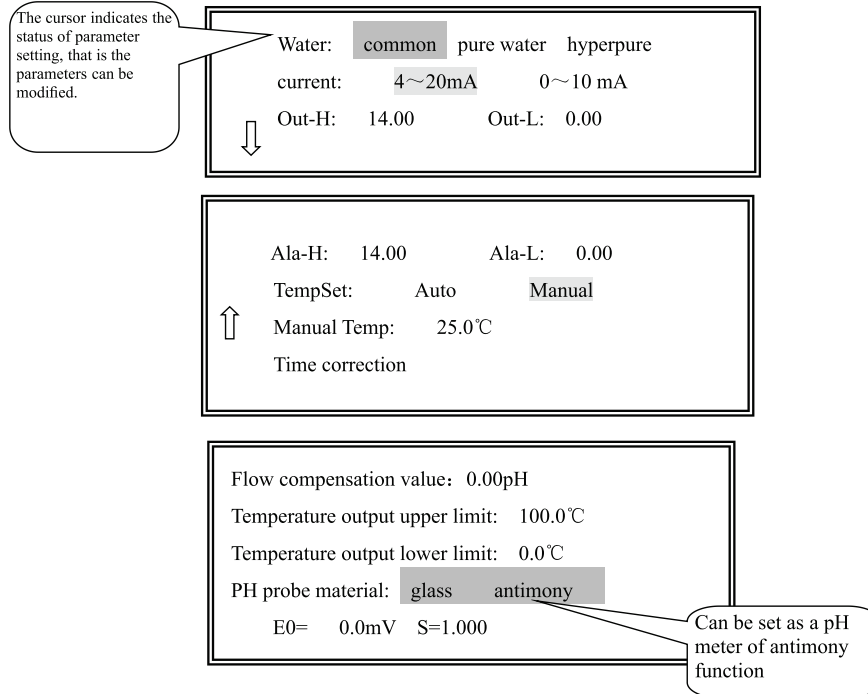 The cursor indicates the
status of parameter
setting, that is the
parameters can be
modified.
Water: common pure water hyperpure
current: 4～20mA 0～10 mA
Out-H: 14.00 Out-L: 0.00
Ala-H: 14.00 Ala-L: 0.00
TempSet: Auto Manual
Manual Temp: 25.0℃
Time correction
Flow compensation value：0.00pH
Temperature output upper limit: 100.0℃
Temperature output lower limit: 0.0℃
PH probe material: glass antimony
E0= 0.0mV S=1.000
Can be set as a pH
meter of antimony
function